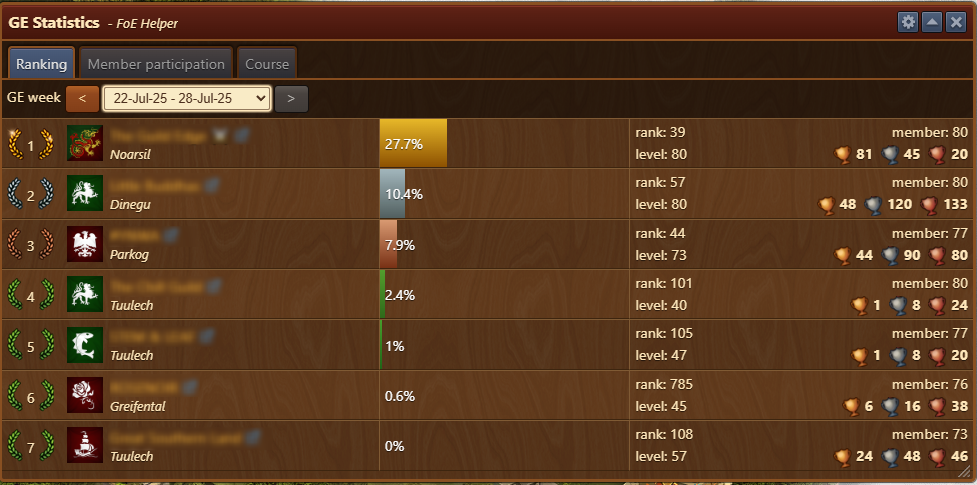 GE Statistics - FoE Helper
Ranking Member participation Course
GE week < 22-Jul-25 - 28-Jul-25 >
1 27.7% rank: 39 member: 80
Noarsil level: 80 81 45 20
2 10.4% rank: 57 member: 80
Dinegu level: 80 48 120 133
3 7.9% rank: 44 member: 77
Parkog level: 73 44 90 80
4 2.4% rank: 101 member: 80
Tuulech level: 40 1 8 24
5 1% rank: 105 member: 77
Tuulech level: 47 1 8 20
6 0.6% rank: 785 member: 76
Greifental level: 45 6 16 38
7 0% rank: 108 member: 73
Tuulech level: 57 24 48 46